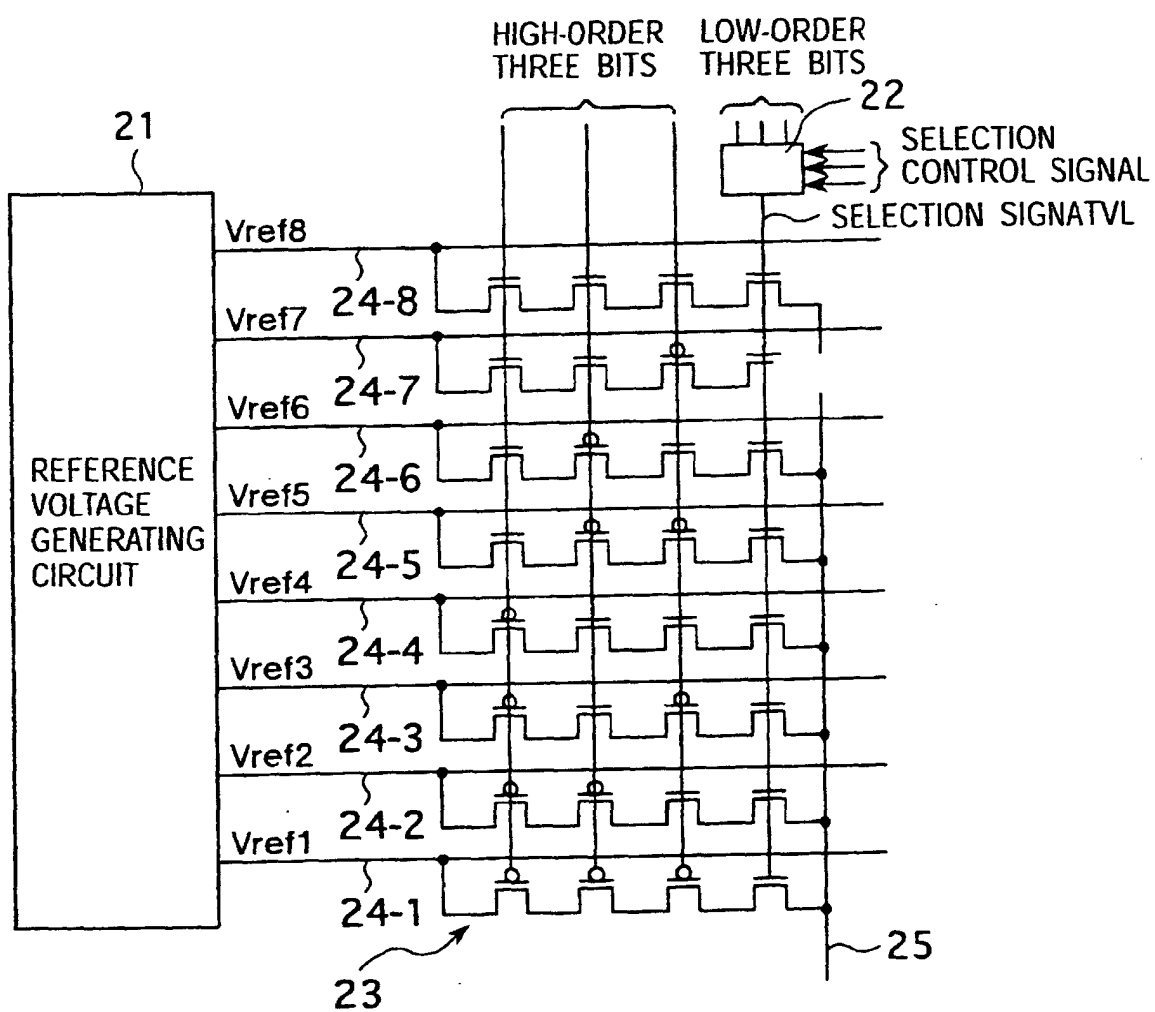 HIGH-ORDER
THREE BITS
LOW-ORDER
THREE BITS
22
21
SELECTION
CONTROL SIGNAL
SELECTION SIGNATVL
Vref8
24-8
Vref7
24-7
Vref6
24-6
Vref5
24-5
Vref4
24-4
Vref3
24-3
Vref2
24-2
Vref1
24-1
REFERENCE
VOLTAGE
GENERATING
CIRCUIT
23
25